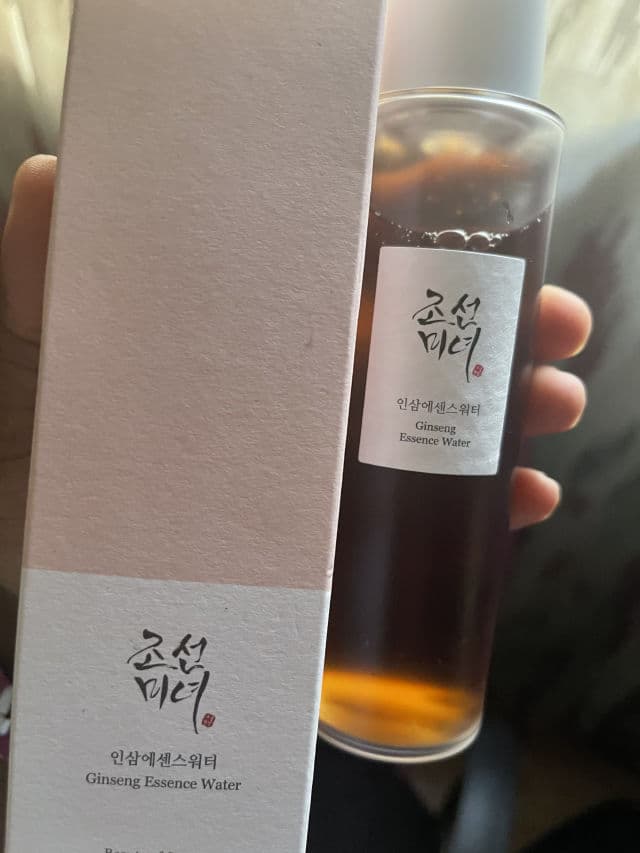 조선
미녀
인삼에센스워터
Ginseng
Essence Water
조선
미녀
인삼에센스워터
Ginseng Essence Water